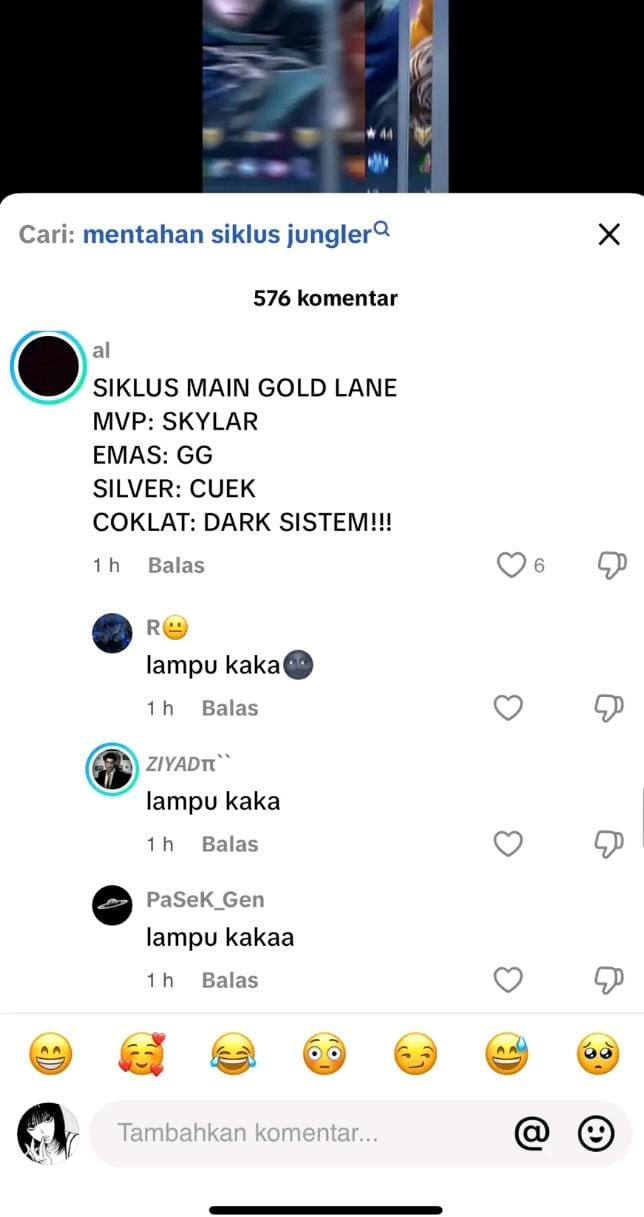 ★ 44
Cari: mentahan siklus jungler
576 komentar
al
SIKLUS MAIN GOLD LANE
MVP: SKYLAR
EMAS: GG
SILVER: CUEK
COKLAT: DARK SISTEM!!!
1 h Balas 6
R😐
lampu kaka🌚
1 h Balas
ZIYADπ``
lampu kaka
1 h Balas
PaSeK_Gen
lampu kakaa
1 h Balas
😁 🥰 😂 😳 😏 😅 🥺
Tambahkan komentar... @